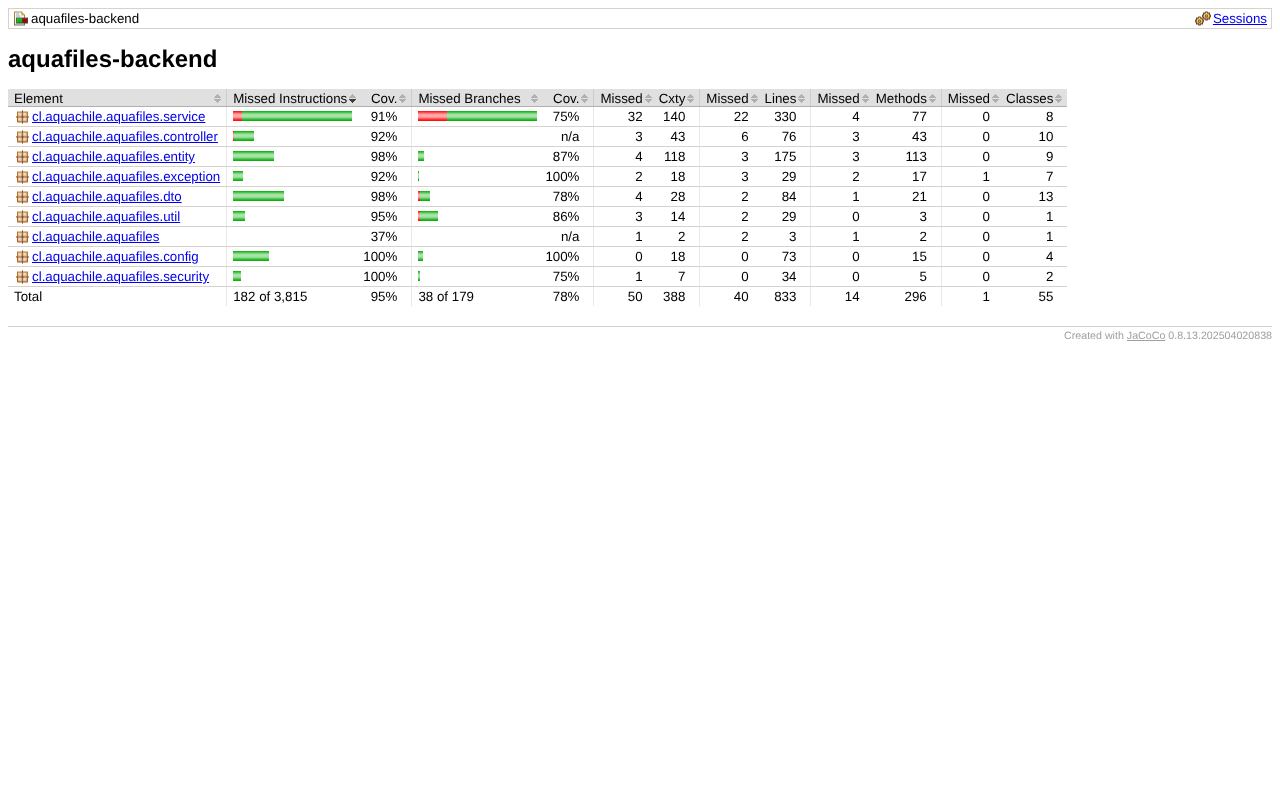 aquafiles-backend Sessions
aquafiles-backend
Element Missed Instructions Cov. Missed Branches Cov. Missed Cxty Missed Lines Missed Methods Missed Classes
cl.aquachile.aquafiles.service 91% 75% 32 140 22 330 4 77 0 8
cl.aquachile.aquafiles.controller 92% n/a 3 43 6 76 3 43 0 10
cl.aquachile.aquafiles.entity 98% 87% 4 118 3 175 3 113 0 9
cl.aquachile.aquafiles.exception 92% 100% 2 18 3 29 2 17 1 7
cl.aquachile.aquafiles.dto 98% 78% 4 28 2 84 1 21 0 13
cl.aquachile.aquafiles.util 95% 86% 3 14 2 29 0 3 0 1
cl.aquachile.aquafiles 37% n/a 1 2 2 3 1 2 0 1
cl.aquachile.aquafiles.config 100% 100% 0 18 0 73 0 15 0 4
cl.aquachile.aquafiles.security 100% 75% 1 7 0 34 0 5 0 2
Total 182 of 3,815 95% 38 of 179 78% 50 388 40 833 14 296 1 55
Created with JaCoCo 0.8.13.202504020838